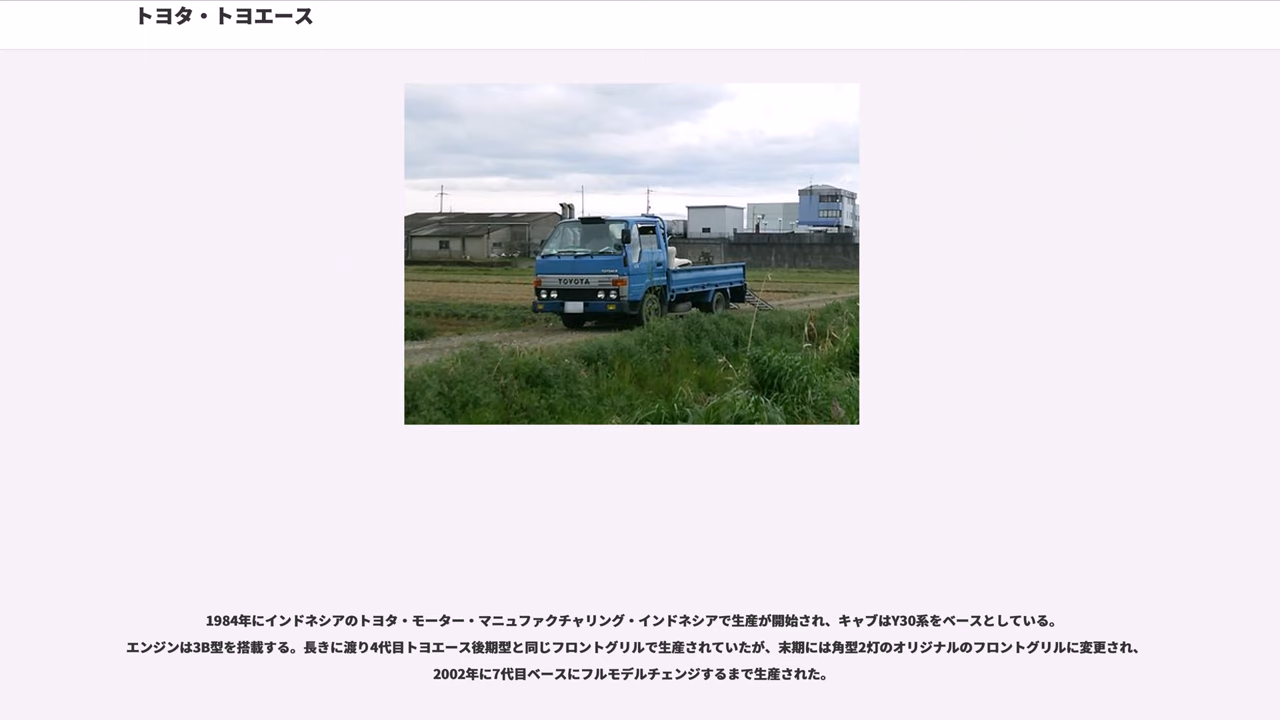 トヨタ・トヨエース
TOYOTA
1984年にインドネシアのトヨタ・モーター・マニュファクチャリング・インドネシアで生産が開始され、キャブはY30系をベースとしている。
エンジンは3B型を搭載する。長きに渡り4代目トヨエース後期型と同じフロントグリルで生産されていたが、末期には角型2灯のオリジナルのフロントグリルに変更され、
2002年に7代目ベースにフルモデルチェンジするまで生産された。